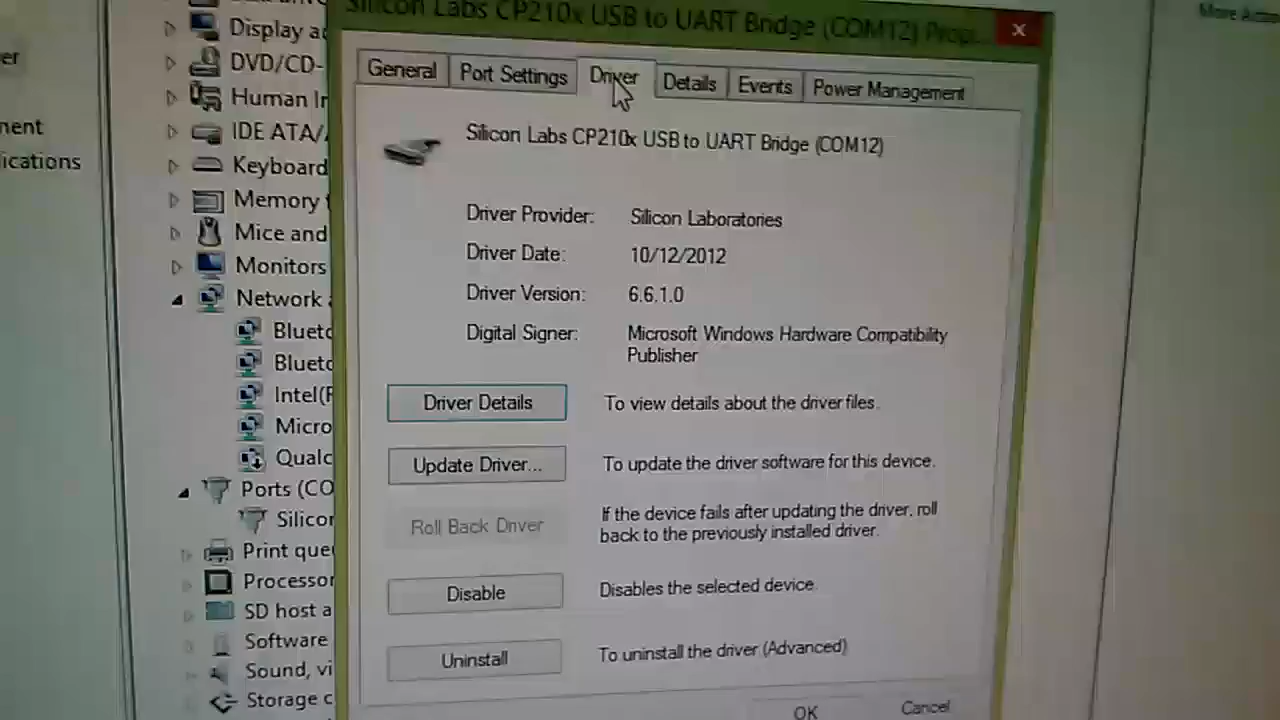 Silicon Labs CP210x USB to UART Bridge (COM12) Prop...
More Actio
er
nent
ications
Display a
DVD/CD-
Human In
IDE ATA/
Keyboard
Memory
Mice and
Monitors
Network
Blueto
Blueto
Intel(
Micro
Qualc
Ports (CO
Silicon
Print que
Processor
SD host a
Software
Sound, vi
Storage c
General Port Settings Driver Details Events Power Management
Silicon Labs CP210x USB to UART Bridge (COM12)
Driver Provider: Silicon Laboratories
Driver Date: 10/12/2012
Driver Version: 6.6.1.0
Digital Signer: Microsoft Windows Hardware Compatibility
Publisher
Driver Details To view details about the driver files.
Update Driver... To update the driver software for this device.
Roll Back Driver If the device fails after updating the driver, roll
back to the previously installed driver.
Disable Disables the selected device.
Uninstall To uninstall the driver (Advanced)
OK Cancel